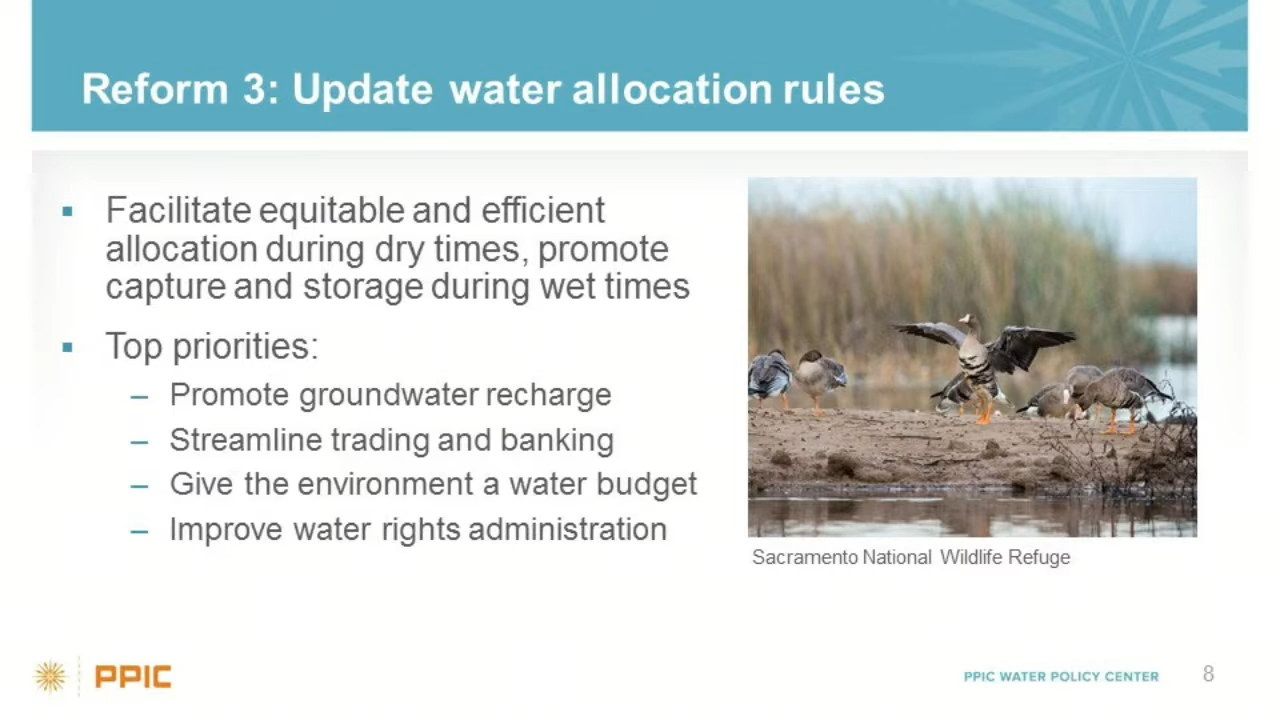 Reform 3: Update water allocation rules
▪ Facilitate equitable and efficient
allocation during dry times, promote
capture and storage during wet times
▪ Top priorities:
– Promote groundwater recharge
– Streamline trading and banking
– Give the environment a water budget
– Improve water rights administration
Sacramento National Wildlife Refuge
PPIC
PPIC WATER POLICY CENTER
8